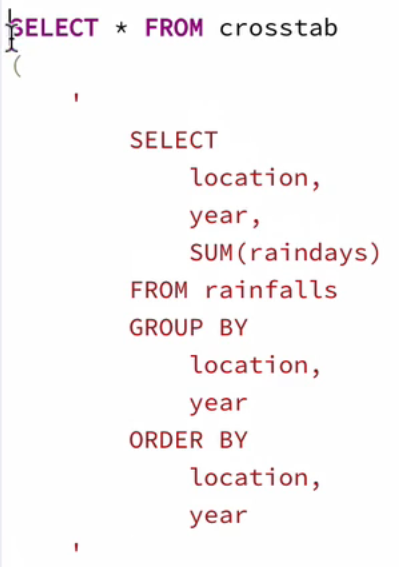 SELECT * FROM crosstab
(
'
SELECT
location,
year,
SUM(raindays)
FROM rainfalls
GROUP BY
location,
year
ORDER BY
location,
year
'